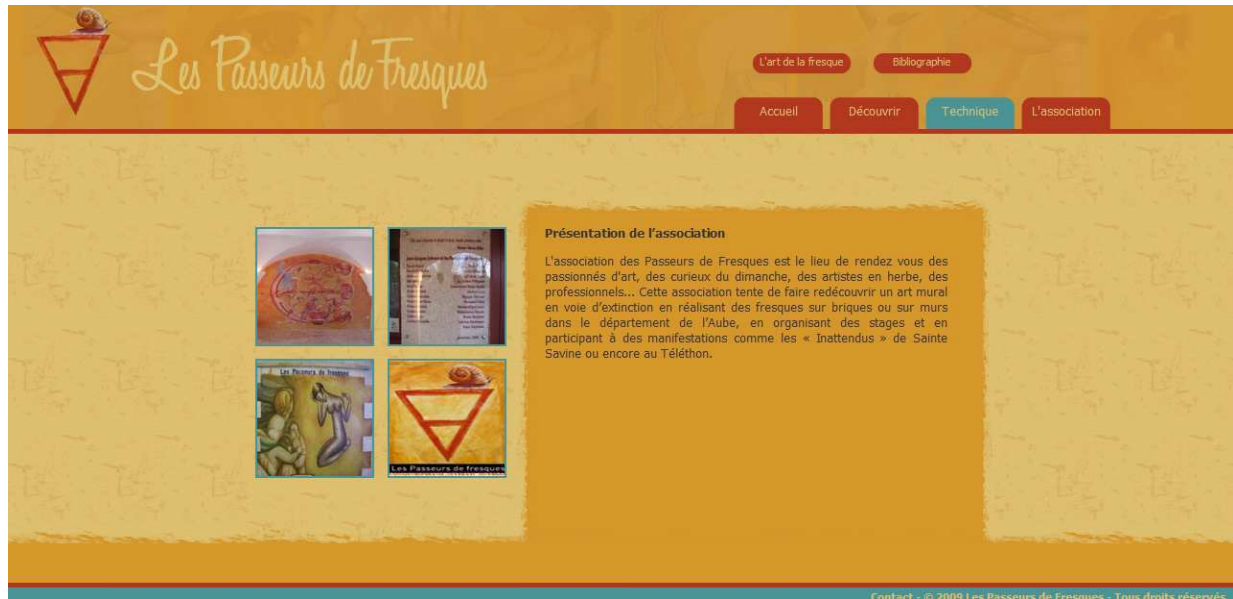 Les Passeurs de Fresques
L'art de la fresque
Bibliographie
Accueil
Découvrir
Technique
L'association
Présentation de l’association
L'association des Passeurs de Fresques est le lieu de rendez vous des
passionnés d'art, des curieux du dimanche, des artistes en herbe, des
professionnels... Cette association tente de faire redécouvrir un art mural
en voie d’extinction en réalisant des fresques sur briques ou sur murs
dans le département de l’Aube, en organisant des stages et en
participant à des manifestations comme les « Inattendus » de Sainte
Savine ou encore au Téléthon.
Les Passeurs de fresques
Les Passeurs de fresques
Contact - © 2009 Les Passeurs de Fresques - Tous droits réservés